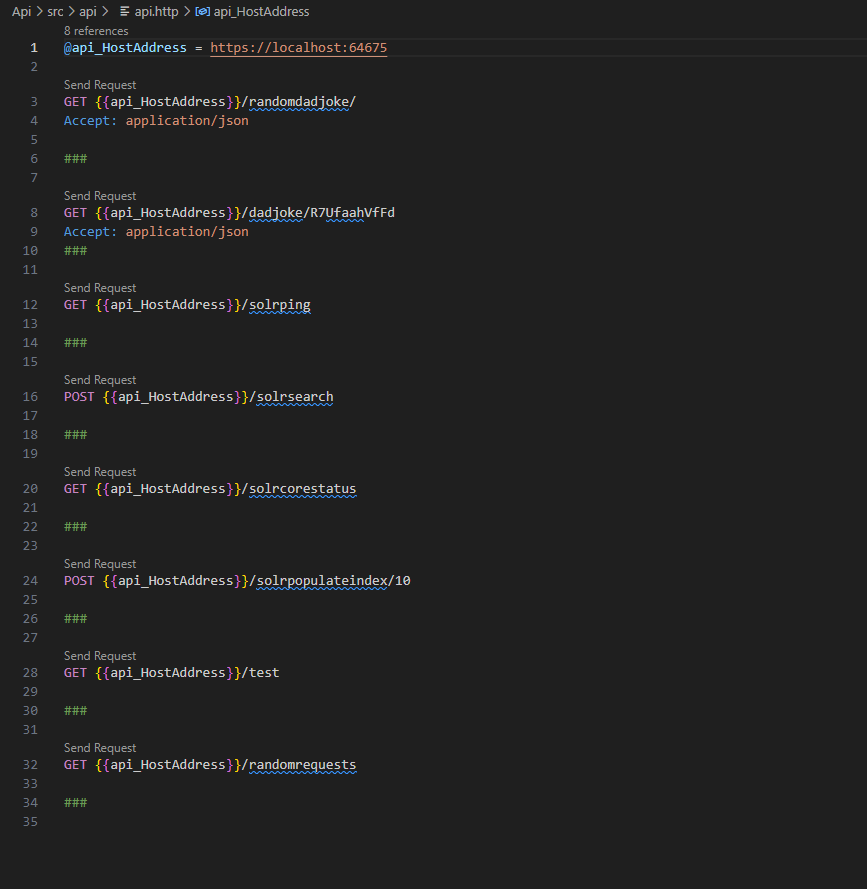 Api > src > api > api.http > api_HostAddress
8 references
1 @api_HostAddress = https://localhost:64675
2
Send Request
3 GET {{api_HostAddress}}/randomdadjoke/
4 Accept: application/json
5
6 ###
7
Send Request
8 GET {{api_HostAddress}}/dadjoke/R7UfaahVfFd
9 Accept: application/json
10 ###
11
Send Request
12 GET {{api_HostAddress}}/solrping
13
14 ###
15
Send Request
16 POST {{api_HostAddress}}/solrsearch
17
18 ###
19
Send Request
20 GET {{api_HostAddress}}/solrcorestatus
21
22 ###
23
Send Request
24 POST {{api_HostAddress}}/solrpopulateindex/10
25
26 ###
27
Send Request
28 GET {{api_HostAddress}}/test
29
30 ###
31
Send Request
32 GET {{api_HostAddress}}/randomrequests
33
34 ###
35